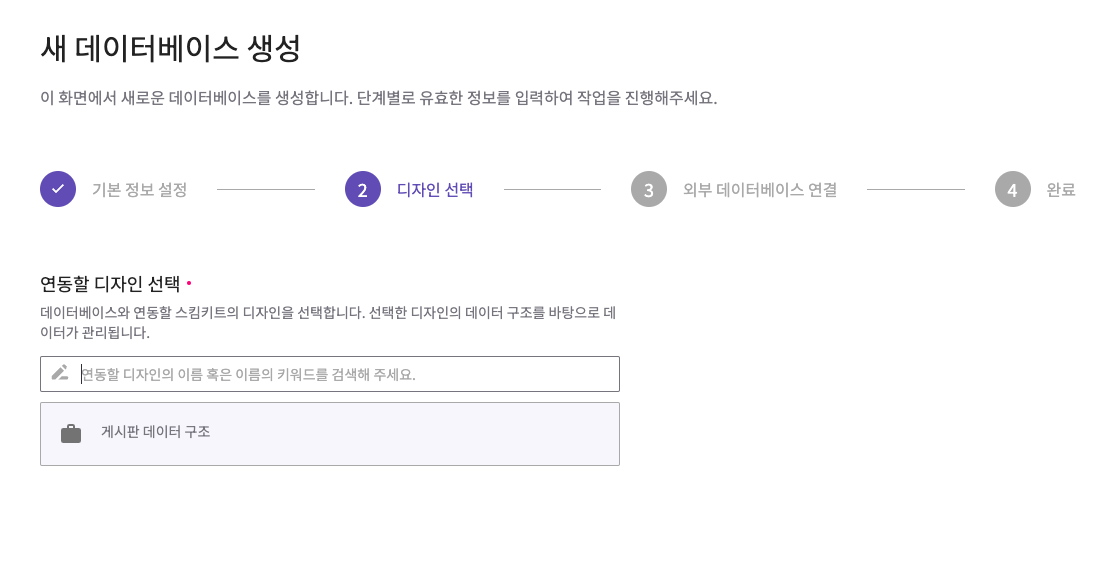 새 데이터베이스 생성
이 화면에서 새로운 데이터베이스를 생성합니다. 단계별로 유효한 정보를 입력하여 작업을 진행해주세요.
기본 정보 설정
2 디자인 선택
3 외부 데이터베이스 연결
4 완료
연동할 디자인 선택 •
데이터베이스와 연동할 스킴키트의 디자인을 선택합니다. 선택한 디자인의 데이터 구조를 바탕으로 데
이터가 관리됩니다.
연동할 디자인의 이름 혹은 이름의 키워드를 검색해 주세요.
게시판 데이터 구조